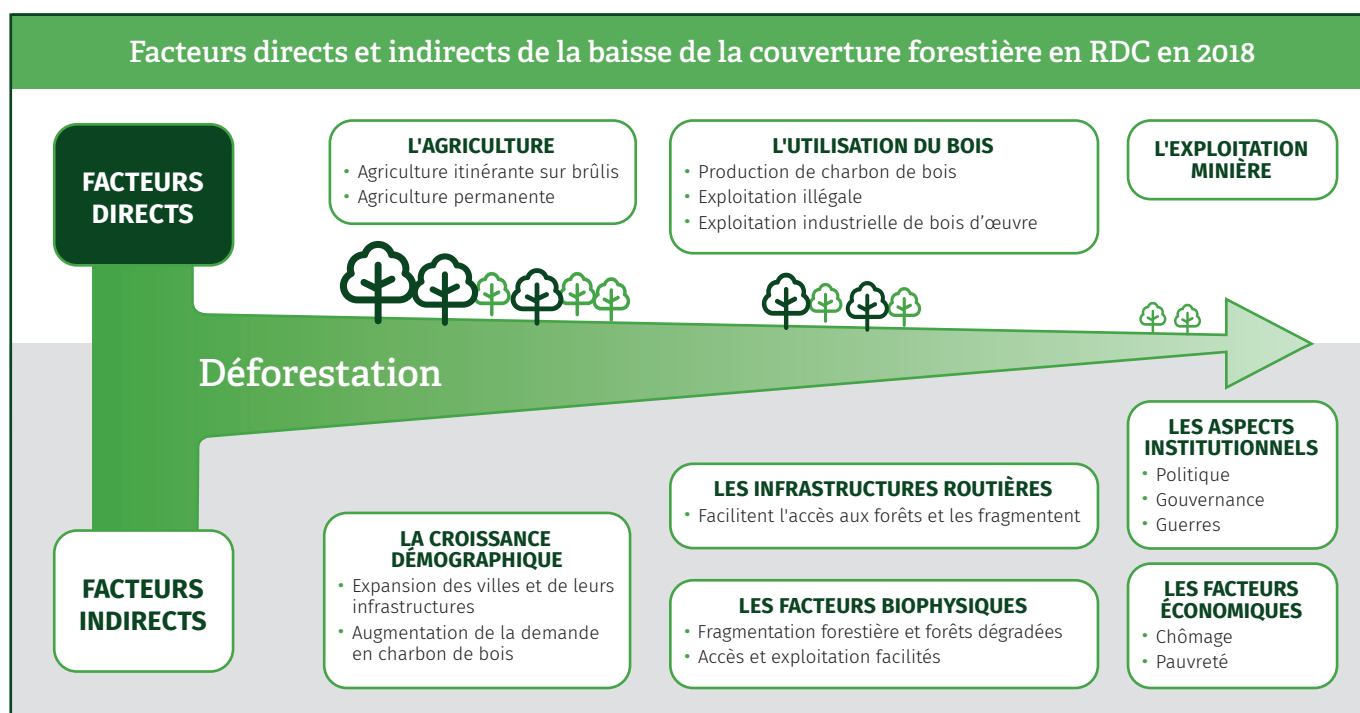 Facteurs directs et indirects de la baisse de la couverture forestière en RDC en 2018
FACTEURS
DIRECTS
L'AGRICULTURE
• Agriculture itinérante sur brûlis
• Agriculture permanente
L'UTILISATION DU BOIS
• Production de charbon de bois
• Exploitation illégale
• Exploitation industrielle de bois d’œuvre
L'EXPLOITATION
MINIÈRE
Déforestation
FACTEURS
INDIRECTS
LA CROISSANCE
DÉMOGRAPHIQUE
• Expansion des villes et de leurs
infrastructures
• Augmentation de la demande
en charbon de bois
LES INFRASTRUCTURES ROUTIÈRES
• Facilitent l'accès aux forêts et les fragmentent
LES FACTEURS BIOPHYSIQUES
• Fragmentation forestière et forêts dégradées
• Accès et exploitation facilités
LES ASPECTS
INSTITUTIONNELS
• Politique
• Gouvernance
• Guerres
LES FACTEURS
ÉCONOMIQUES
• Chômage
• Pauvreté